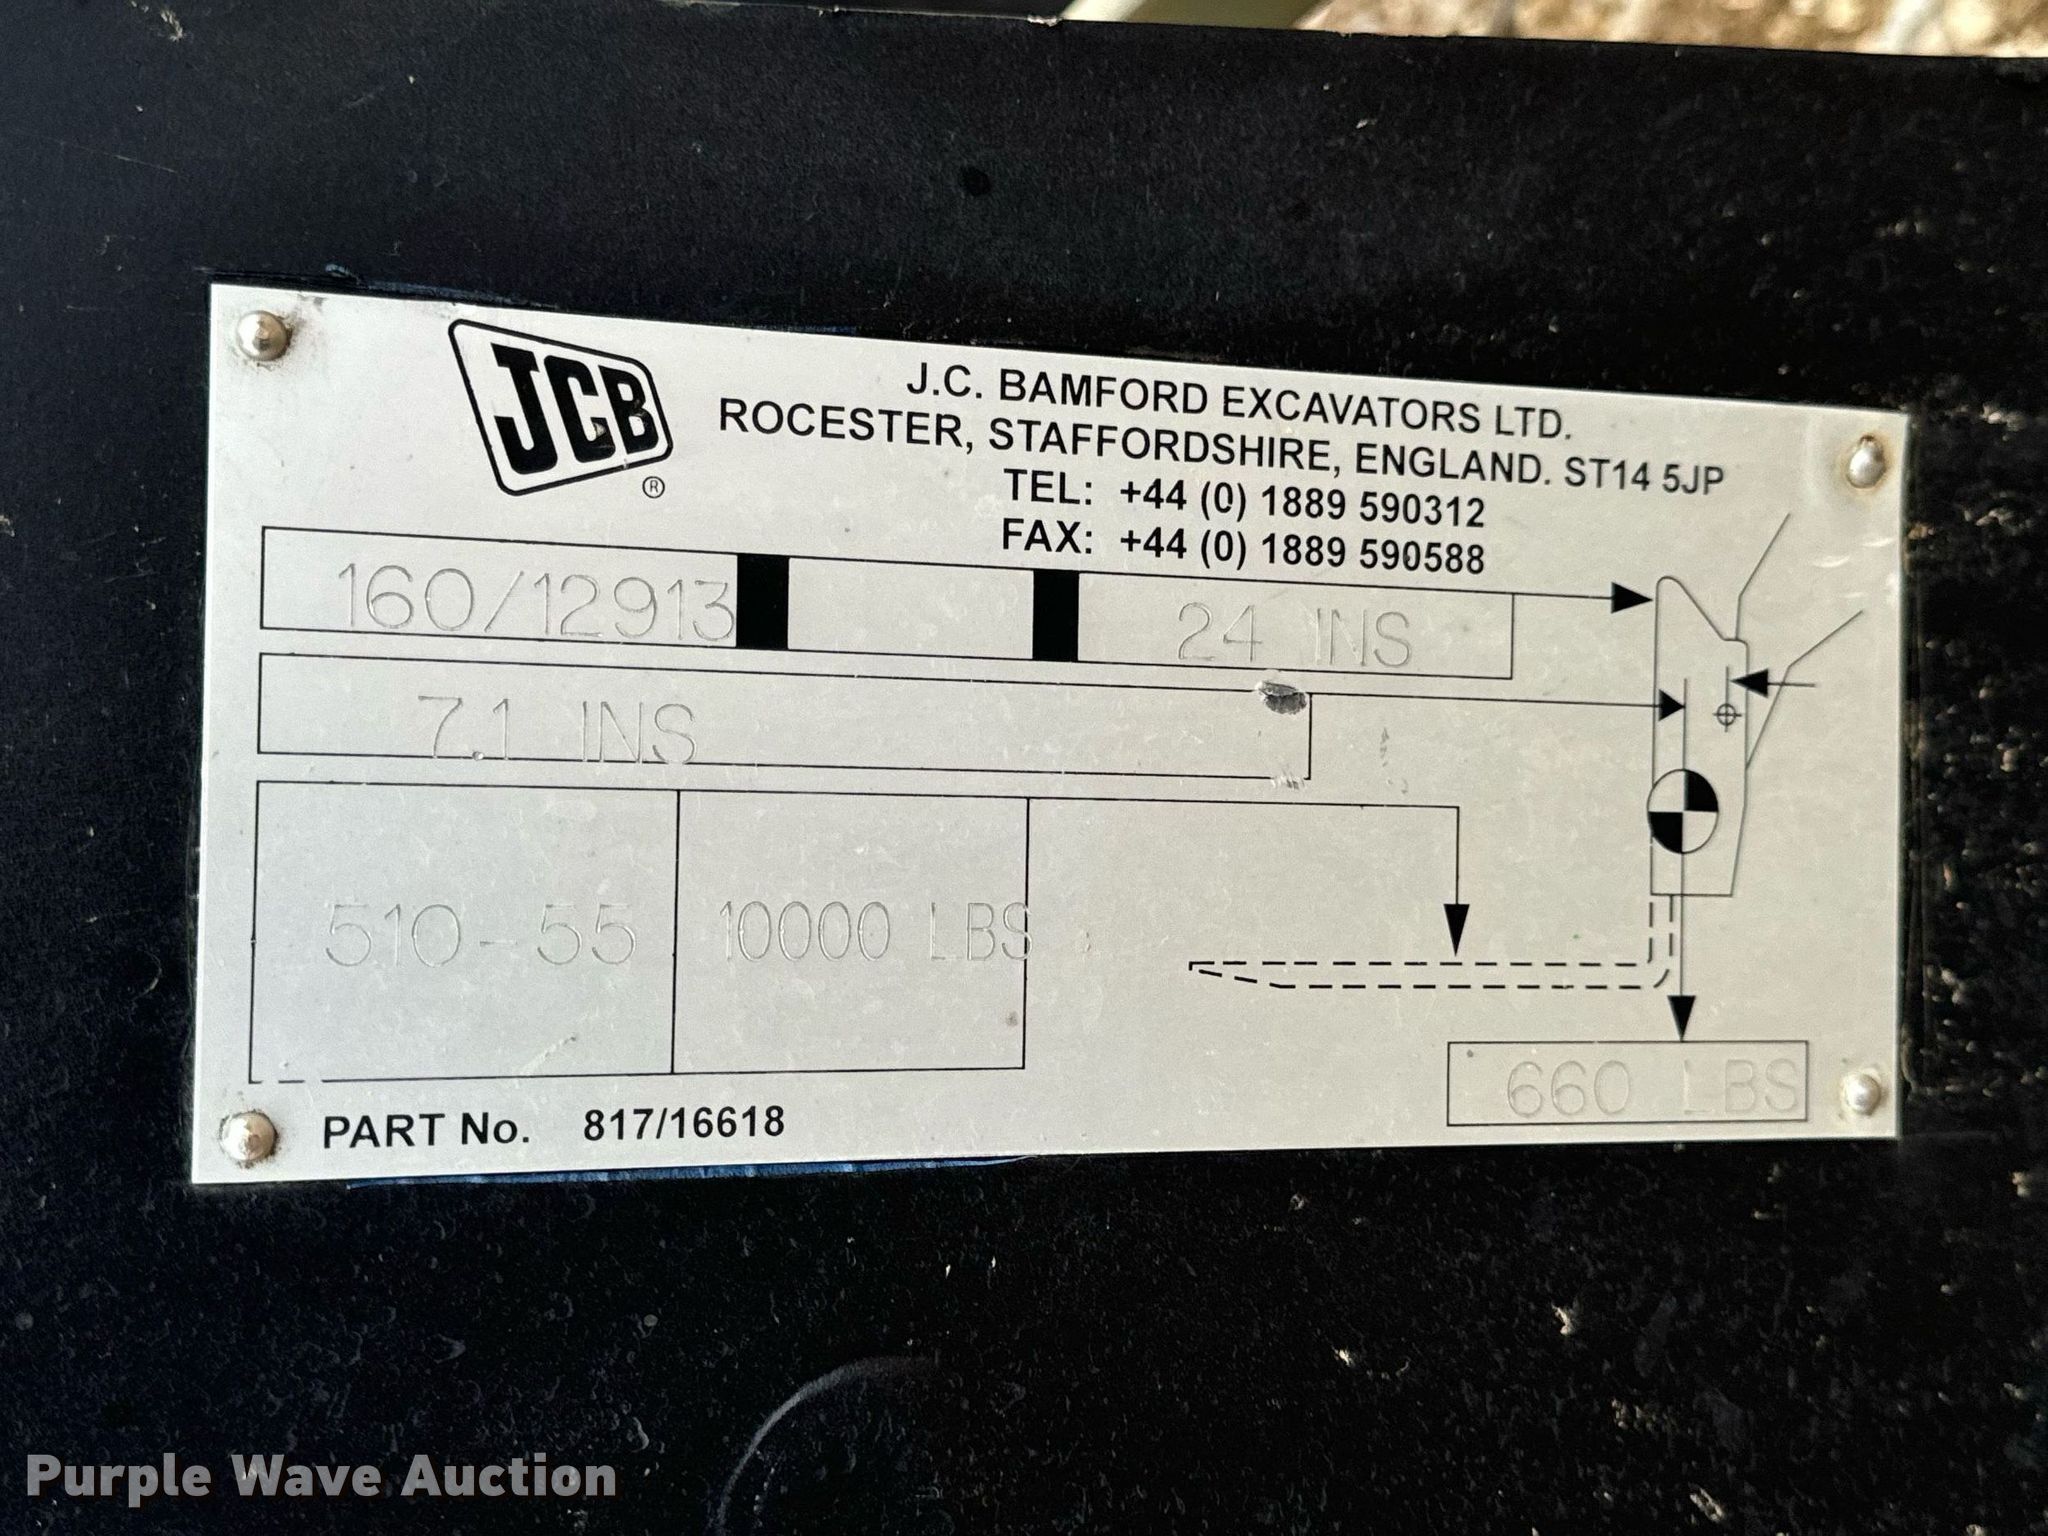 JCB
®
J.C. BAMFORD EXCAVATORS LTD.
ROCESTER, STAFFORDSHIRE, ENGLAND. ST14 5JP
TEL: +44 (0) 1889 590312
FAX: +44 (0) 1889 590588
160/12913
24 INS
7.1 INS
510-55
10000 LBS
660 LBS
PART No. 817/16618
Purple Wave Auction